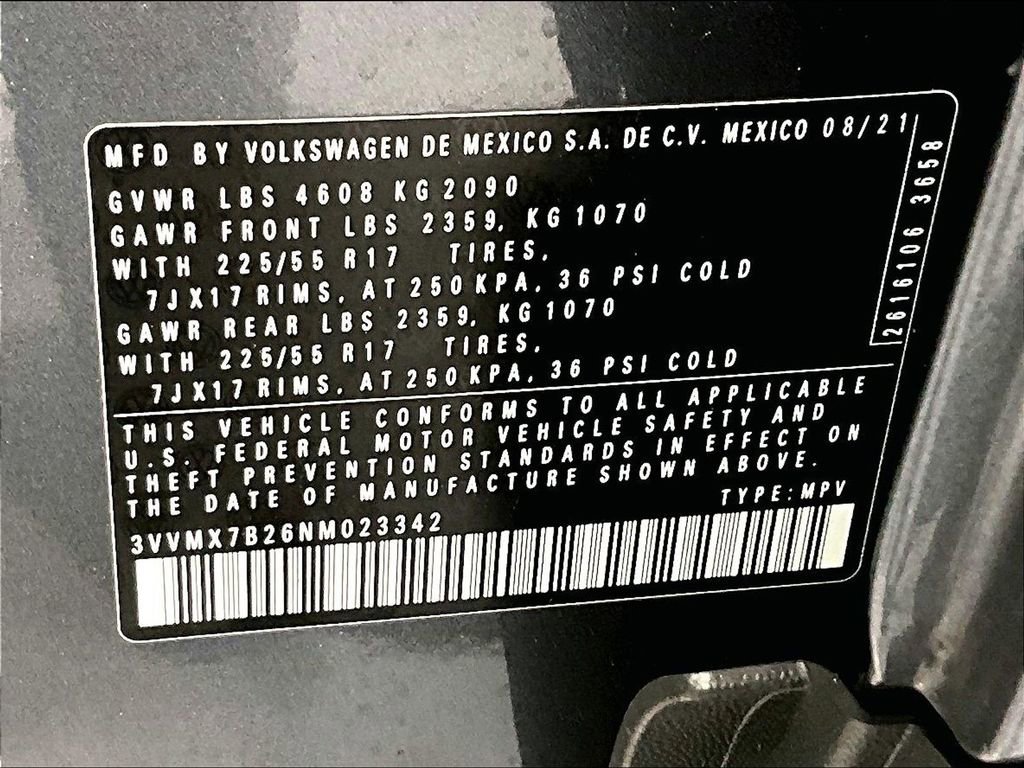 MFD BY VOLKSWAGEN DE MEXICO S.A. DE C.V. MEXICO 08/21
GVWR LBS 4608 KG 2090
GAWR FRONT LBS 2359, KG 1070
WITH 225/55 R17 TIRES,
7JX17 RIMS, AT 250 KPA, 36 PSI COLD
GAWR REAR LBS 2359, KG 1070
WITH 225/55 R17 TIRES,
7JX17 RIMS, AT 250 KPA, 36 PSI COLD
2616106 3658
THIS VEHICLE CONFORMS TO ALL APPLICABLE
U.S. FEDERAL MOTOR VEHICLE SAFETY AND
THEFT PREVENTION STANDARDS IN EFFECT ON
THE DATE OF MANUFACTURE SHOWN ABOVE.
3VVMX7B26NM023342 TYPE: MPV